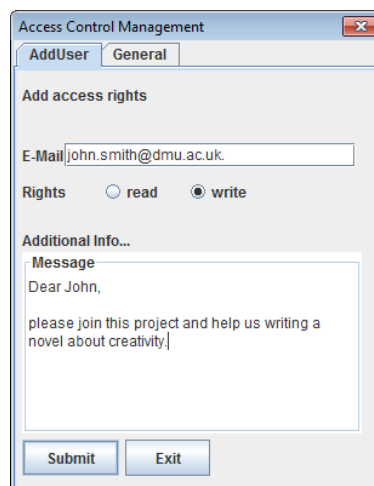 Access Control Management
AddUser General
Add access rights
E-Mail john.smith@dmu.ac.uk.
Rights read write
Additional Info...
Message
Dear John,
please join this project and help us writing a
novel about creativity.
Submit Exit